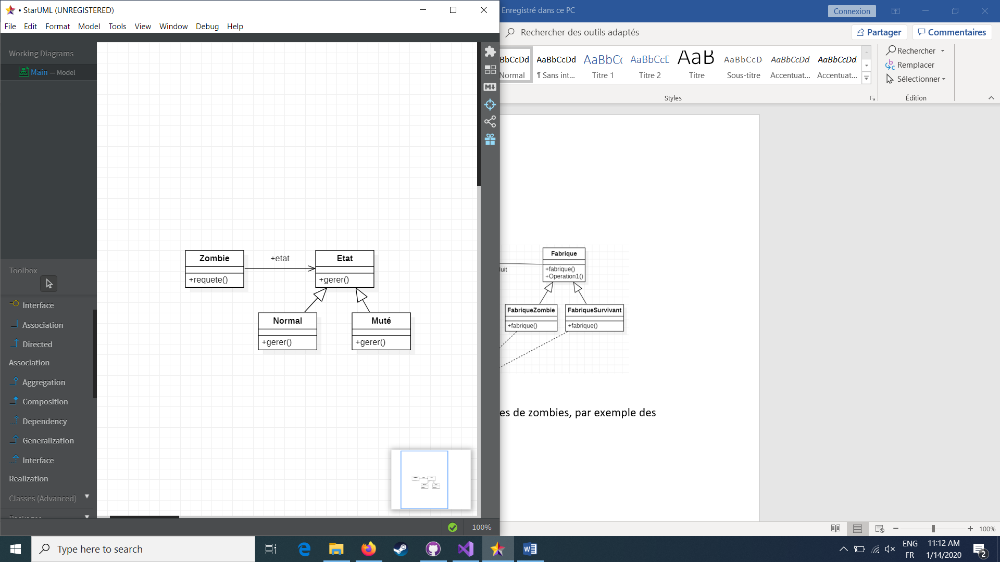 • StarUML (UNREGISTERED)
File Edit Format Model Tools View Window Debug Help
Working Diagrams
Main — Model
Toolbox
Interface
Association
Directed
Association
Aggregation
Composition
Dependency
Generalization
Interface
Realization
Classes (Advanced)
Packages
Zombie
+requete()
+etat
Etat
+gerer()
Normal
+gerer()
Muté
+gerer()
100%
Enregistré dans ce PC
Connexion
Rechercher des outils adaptés
Partager
Commentaires
BbCcDd AaBbCcDd AaBbCc AaBbCcD AaB AaBbCcD AaBbCcDd AaBbCcDd
Normal ¶ Sans int... Titre 1 Titre 2 Titre Sous-titre Accentuat... Accentuat...
Styles
Rechercher
Remplacer
Sélectionner
Édition
Fabrique
+fabrique()
+Operation1()
FabriqueZombie
+fabrique()
FabriqueSurvivant
+fabrique()
es de zombies, par exemple des
100%
Type here to search
ENG
FR
11:12 AM
1/14/2020
2